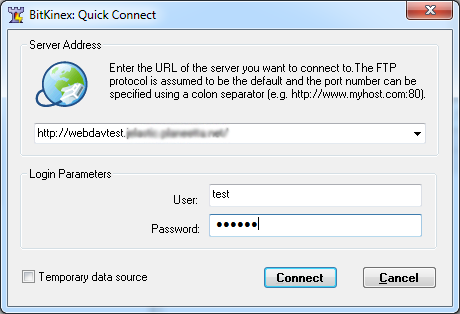 BitKinex: Quick Connect
Server Address
Enter the URL of the server you want to connect to.The FTP
protocol is assumed to be the default and the port number can be
specified using a colon separator (e.g. http://www.myhost.com:80).
http://webdavtest.
Login Parameters
User: test
Password: ••••••
Temporary data source
Connect Cancel